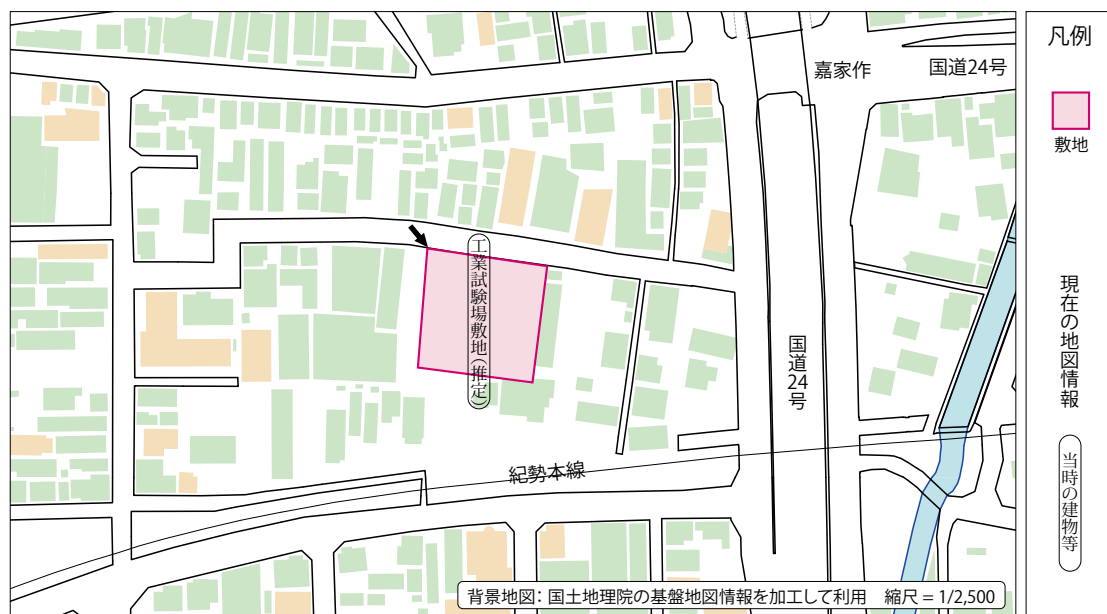 嘉家作
国道24号
工業試験場敷地(推定)
国道24号
紀勢本線
背景地図:国土地理院の基盤地図情報を加工して利用 縮尺=1/2,500
凡例
敷地
現在の地図情報
当時の建物等